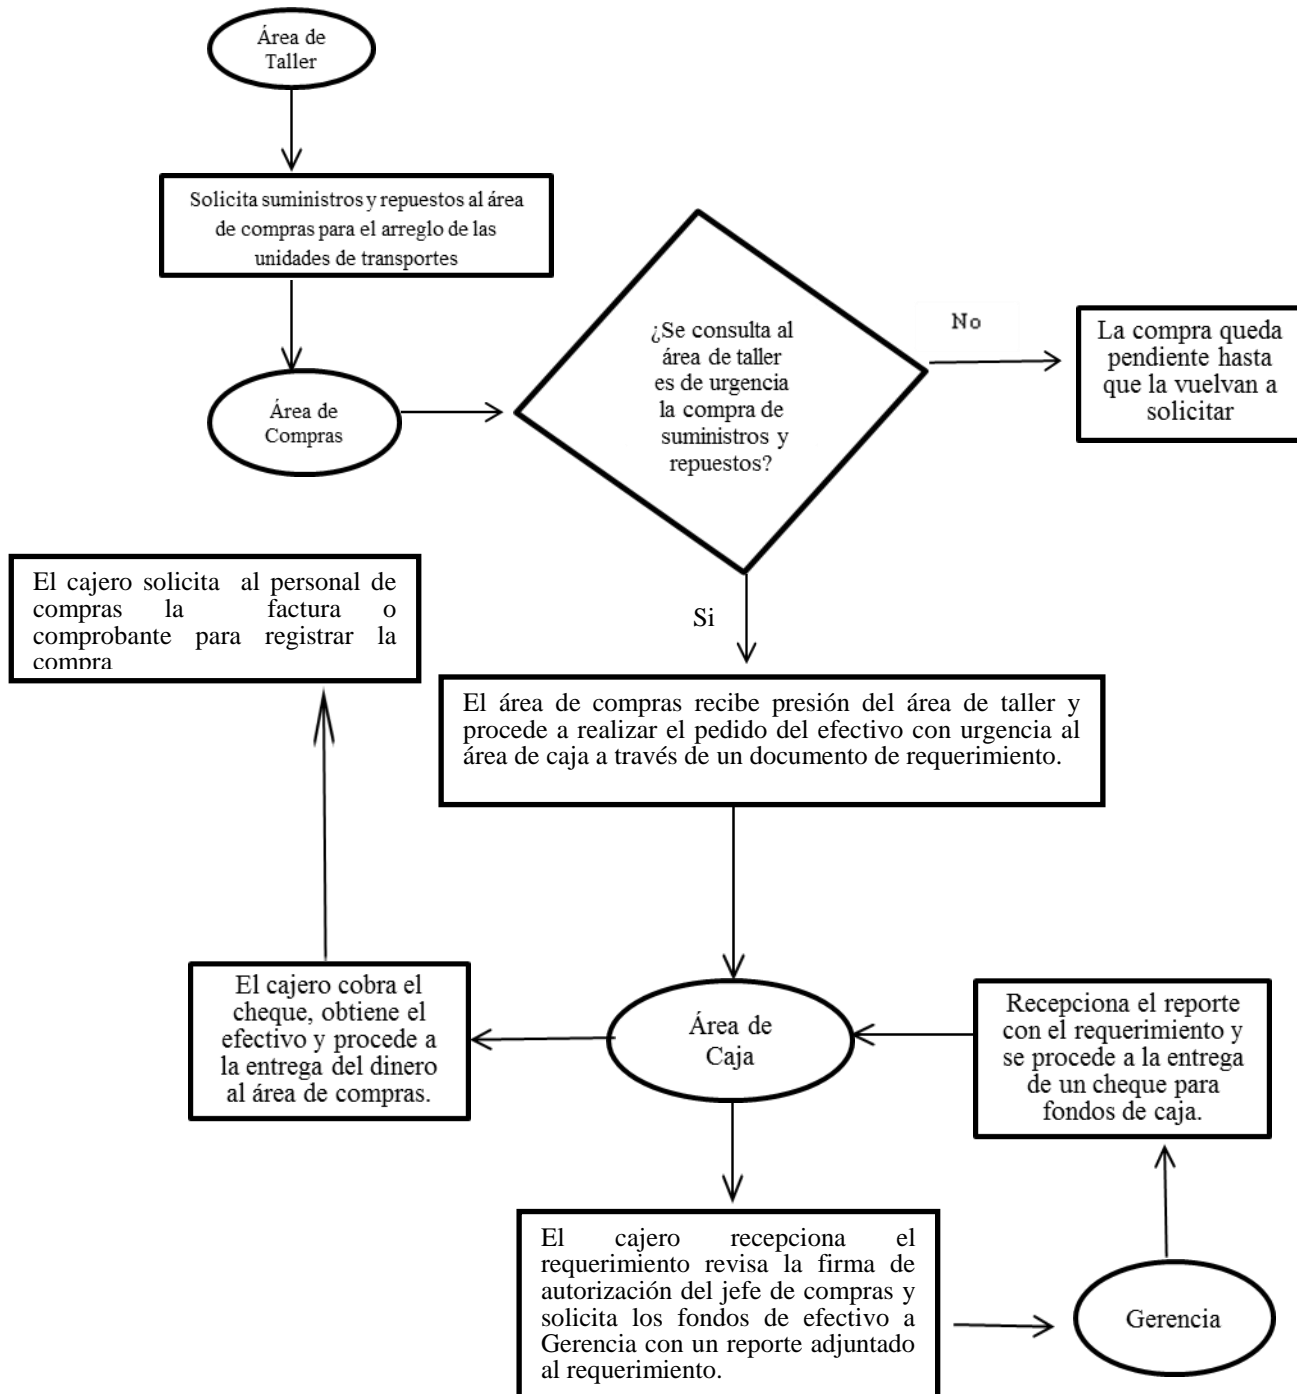 Área de
Taller
Solicita suministros y repuestos al área
de compras para el arreglo de las
unidades de transportes
Área de
Compras
¿Se consulta al
área de taller
es de urgencia
la compra de
suministros y
repuestos?
No
La compra queda
pendiente hasta
que la vuelvan a
solicitar
Si
El cajero solicita al personal de
compras la factura o
comprobante para registrar la
compra
El área de compras recibe presión del área de taller y
procede a realizar el pedido del efectivo con urgencia al
área de caja a través de un documento de requerimiento.
El cajero cobra el
cheque, obtiene el
efectivo y procede a
la entrega del dinero
al área de compras.
Área de
Caja
Recepciona el reporte
con el requerimiento y
se procede a la entrega
de un cheque para
fondos de caja.
El cajero recepciona el
requerimiento revisa la firma de
autorización del jefe de compras y
solicita los fondos de efectivo a
Gerencia con un reporte adjuntado
al requerimiento.
Gerencia